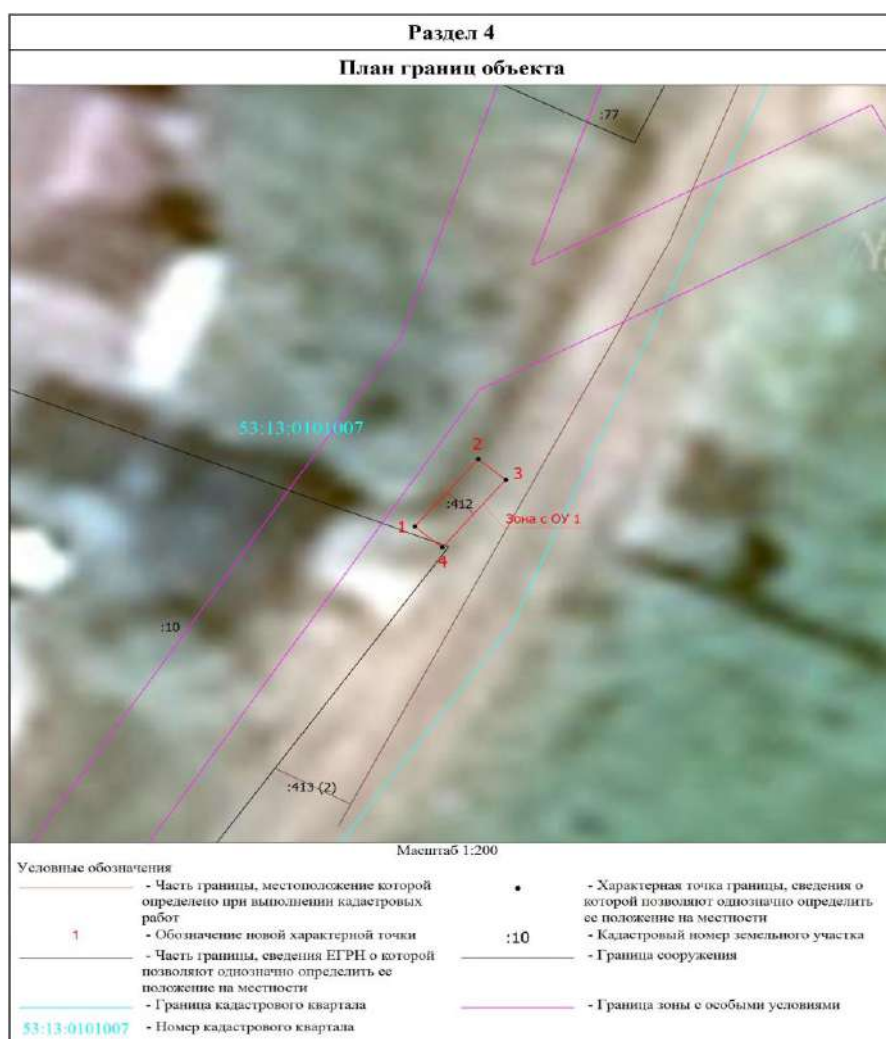 Раздел 4
План границ объекта
:77
53:13:0101007
2
3
:412
1
Зона с ОУ 1
4
:10
:413 (2)
Масштаб 1:200
Условные обозначения
- Часть границы, местоположение которой
определено при выполнении кадастровых
работ
1 - Обозначение новой характерной точки
- Часть границы, сведения ЕГРН о которой
позволяют однозначно определить ее
положение на местности
- Граница кадастрового квартала
53:13:0101007 - Номер кадастрового квартала
- Характерная точка границы, сведения о
которой позволяют однозначно определить
ее положение на местности
:10 - Кадастровый номер земельного участка
- Граница сооружения
- Граница зоны с особыми условиями